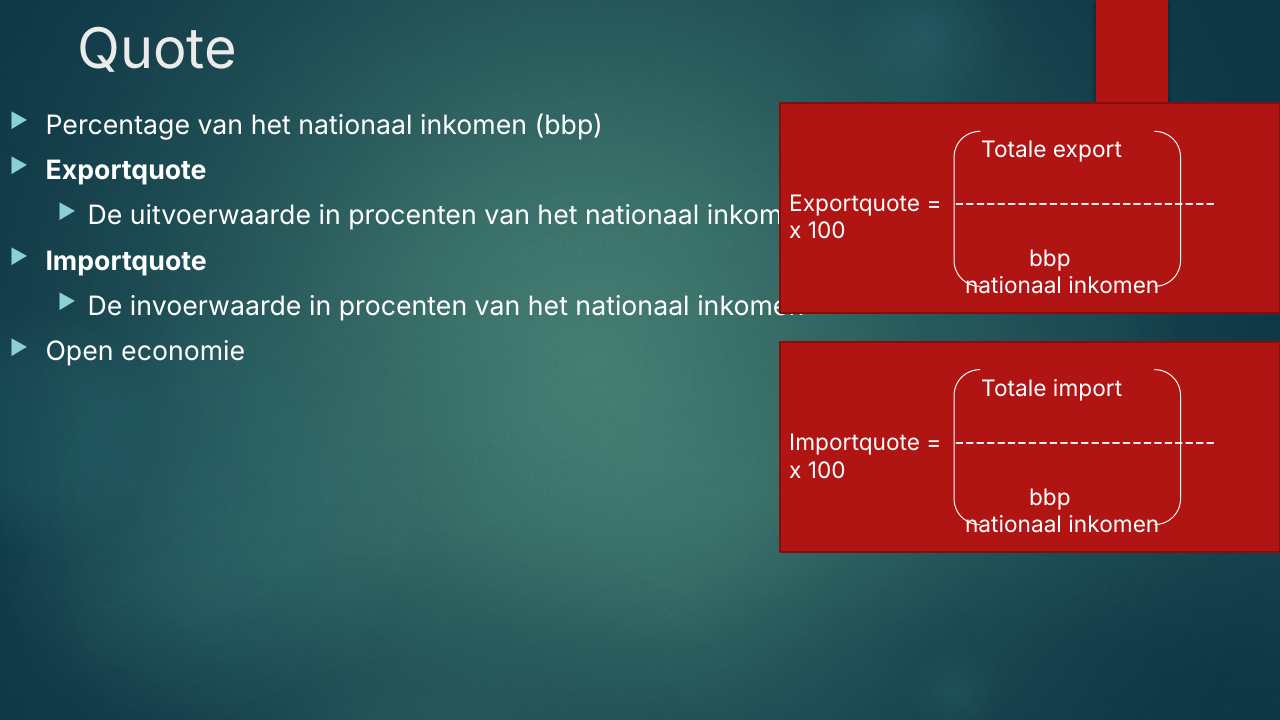 Quote
Percentage van het nationaal inkomen (bbp)
Exportquote
De uitvoerwaarde in procenten van het nationaal inkom
Importquote
De invoerwaarde in procenten van het nationaal inkomen
Open economie
Totale export
Exportquote = --------------------------
x 100
bbp
nationaal inkomen
Totale import
Importquote = --------------------------
x 100
bbp
nationaal inkomen